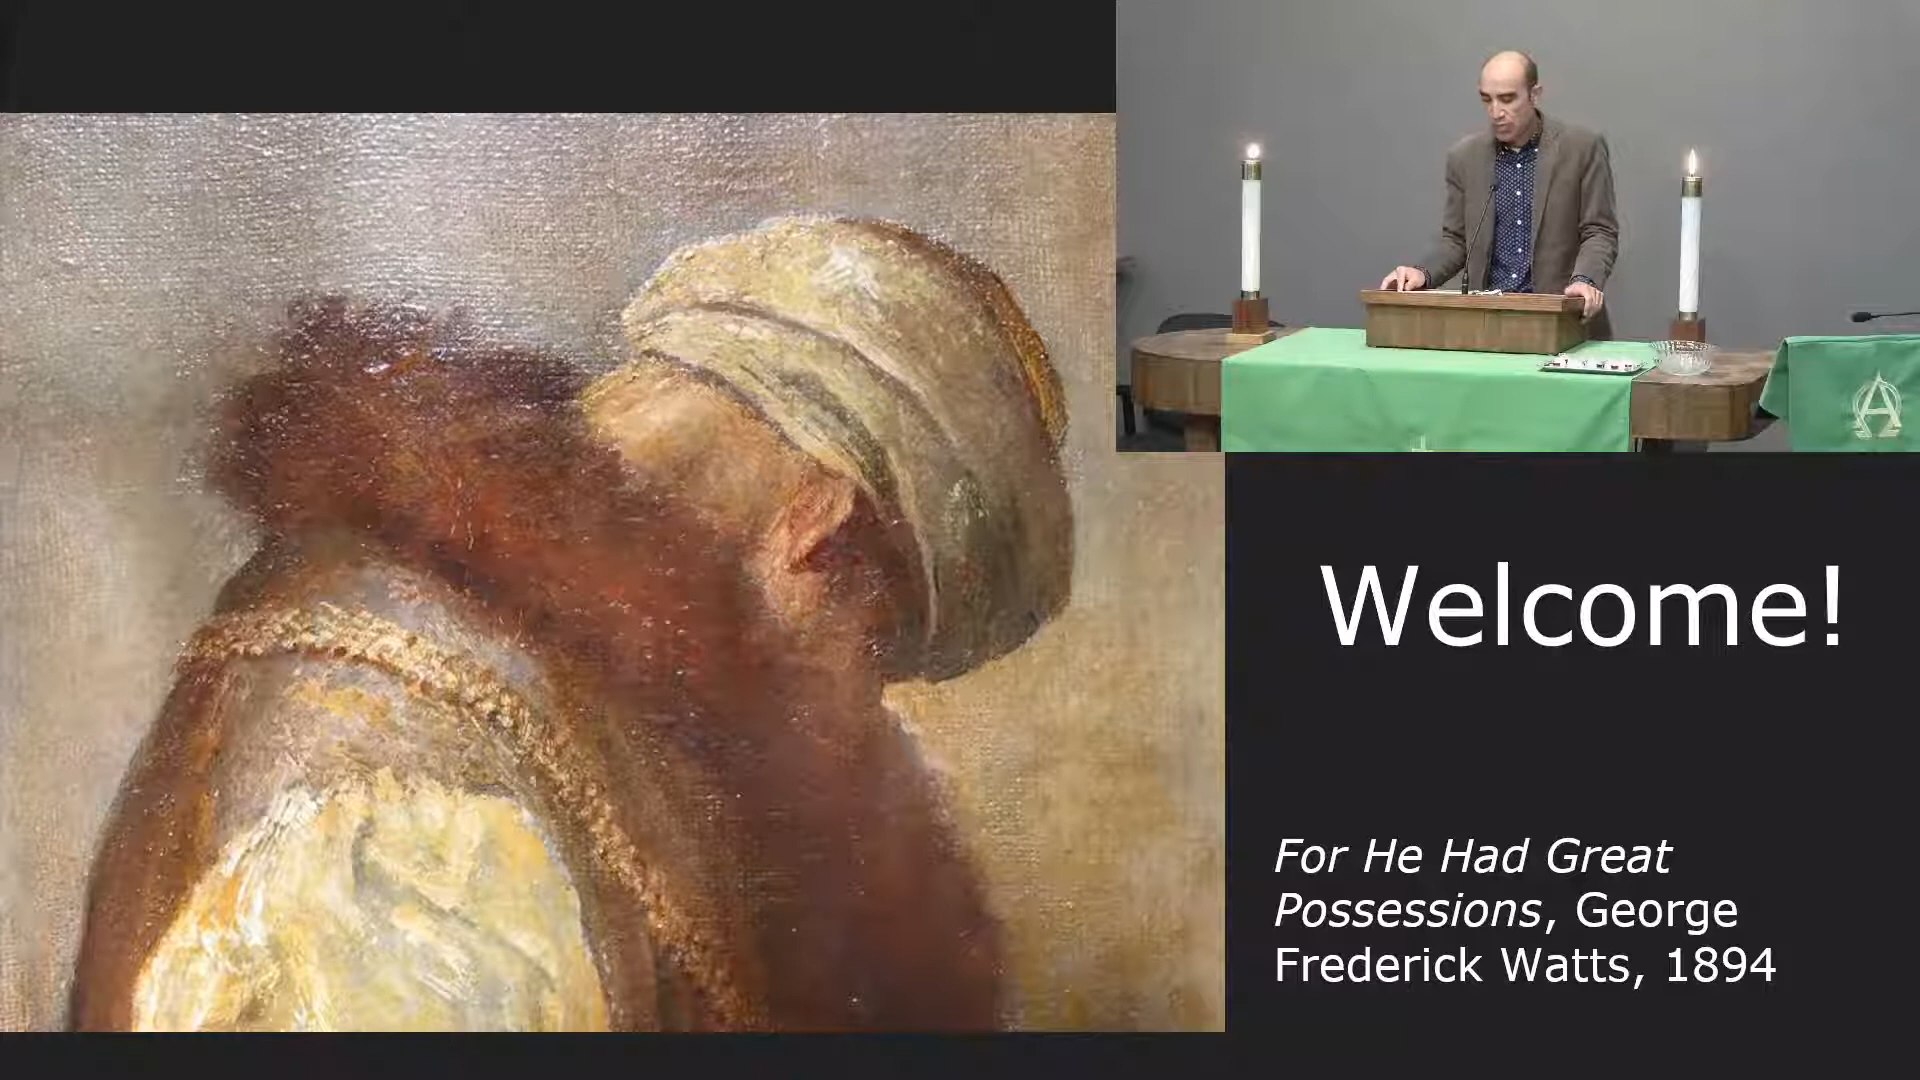 Welcome!
For He Had Great
Possessions, George
Frederick Watts, 1894